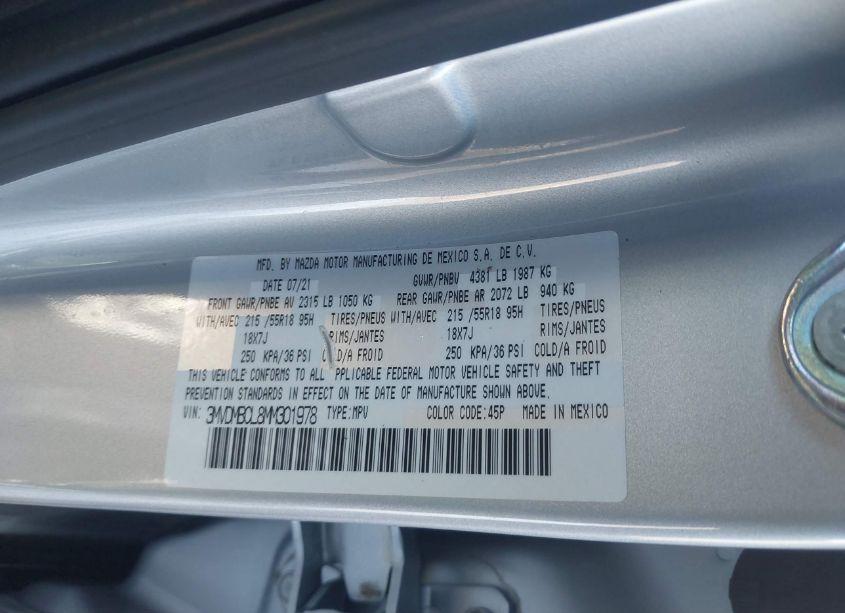 MFD. BY MAZDA MOTOR MANUFACTURING DE MEXICO S.A. DE C.V.
DATE 07/21 GVWR/PNBV 4381 LB 1987 KG
FRONT GAWR/PNBE AV 2315 LB 1050 KG REAR GAWR/PNBE AR 2072 LB 940 KG
WITH/AVEC 215 /55R18 95H TIRES/PNEUS WITH/AVEC 215 /55R18 95H TIRES/PNEUS
18X7J RIMS/JANTES 18X7J RIMS/JANTES
250 KPA/36 PSI COLD/A FROID 250 KPA/36 PSI COLD/A FROID
THIS VEHICLE CONFORMS TO ALL PPLICABLE FEDERAL MOTOR VEHICLE SAFETY AND THEFT
PREVENTION STANDARDS IN EFFECT ON THE DATE OF MANUFACTURE SHOWN ABOVE.
VIN: 3MVDMBCL8MM301978 TYPE:MPV COLOR CODE:45P MADE IN MEXICO